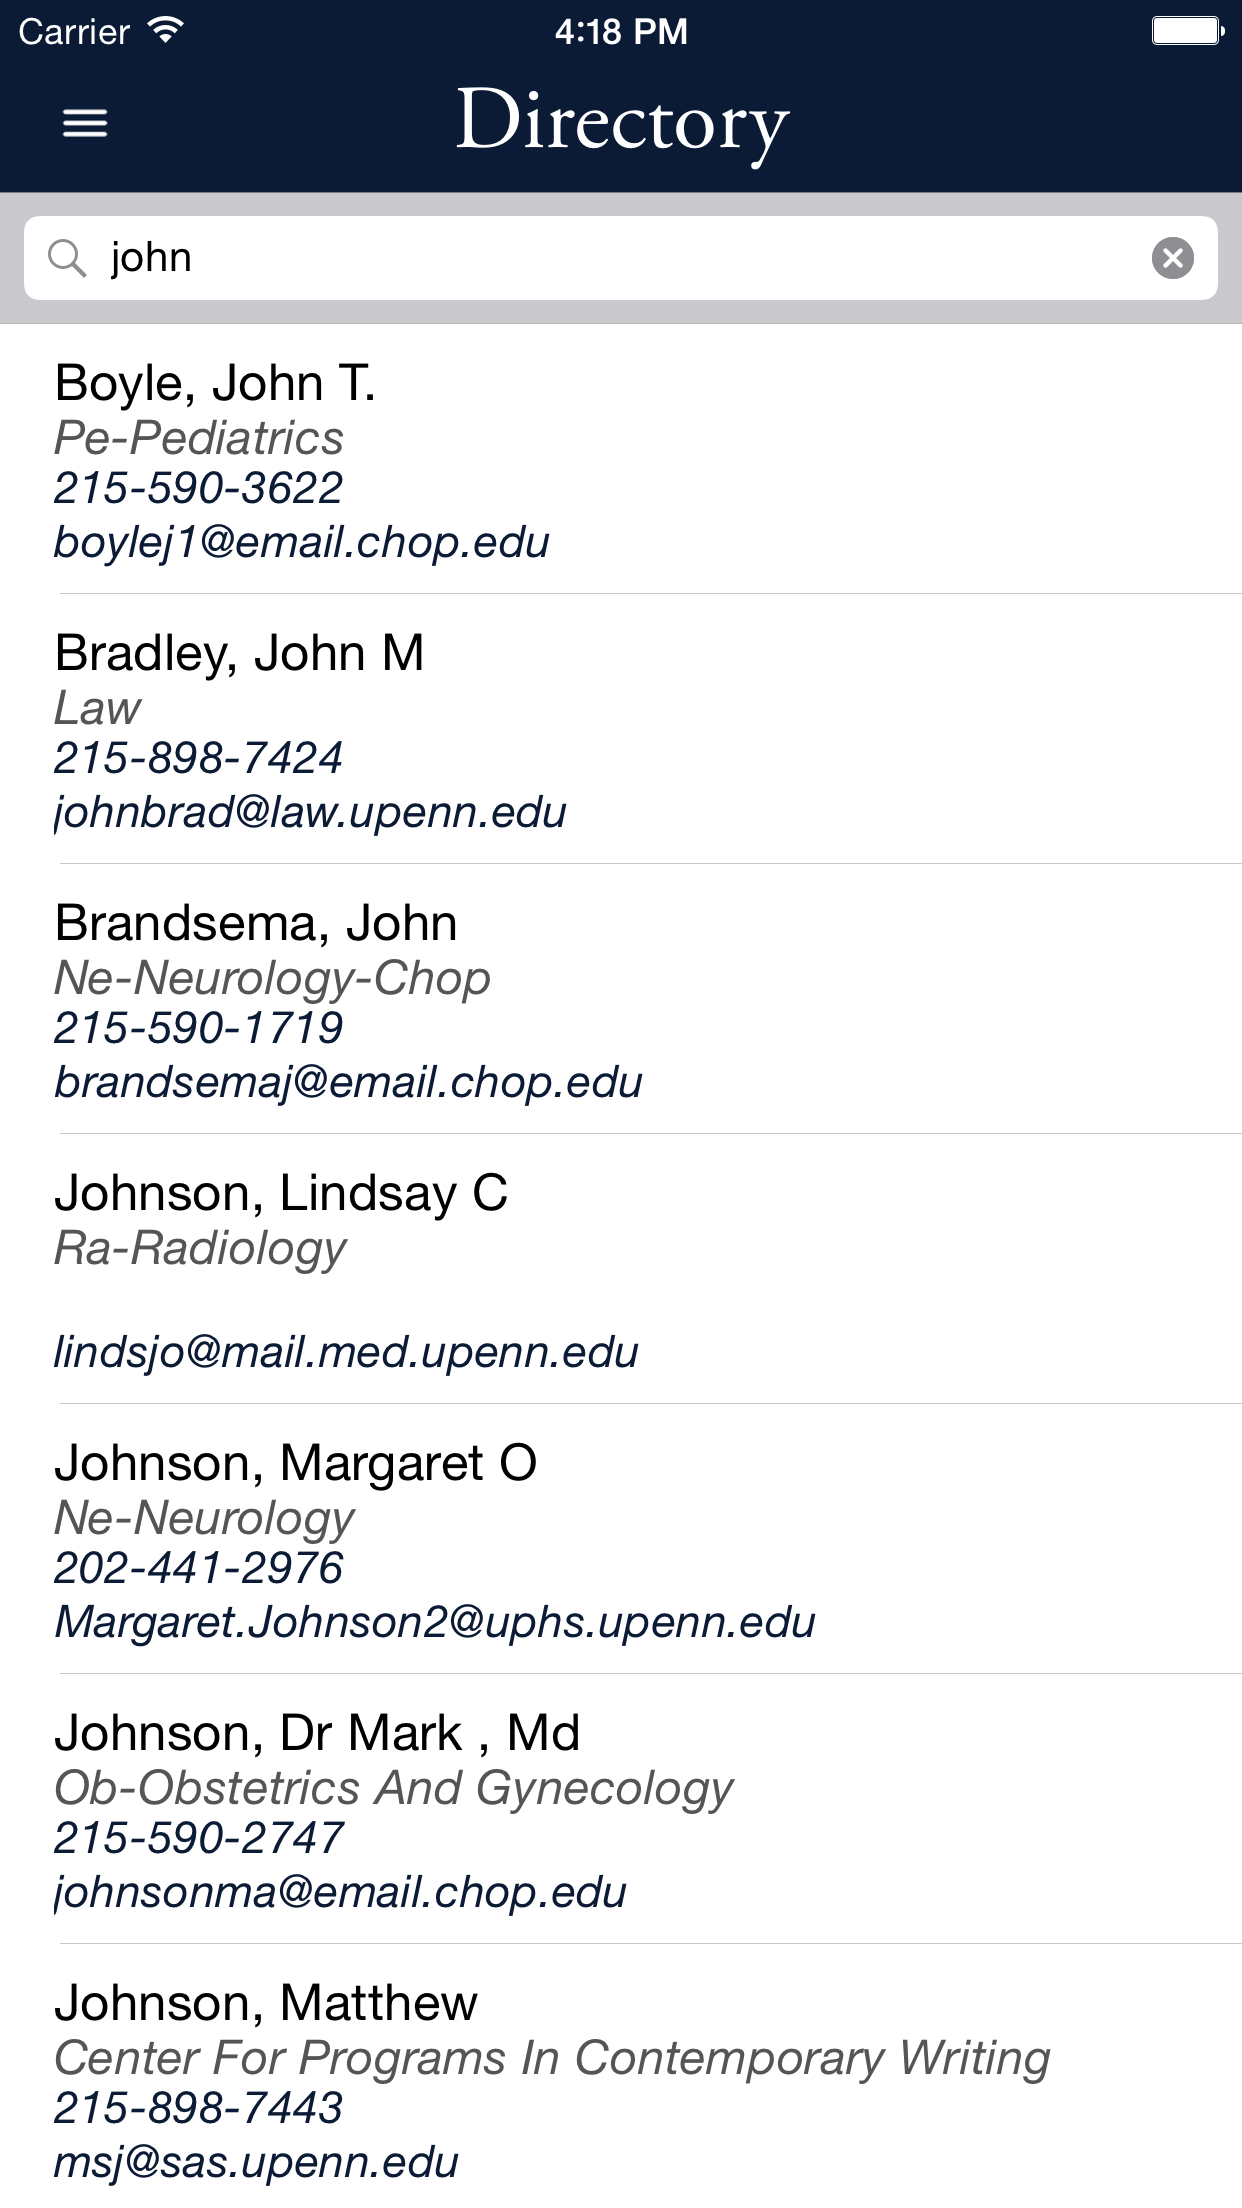 Carrier 4:18 PM
Directory
john
Boyle, John T.
Pe-Pediatrics
215-590-3622
boylej1@email.chop.edu
Bradley, John M
Law
215-898-7424
johnbrad@law.upenn.edu
Brandsema, John
Ne-Neurology-Chop
215-590-1719
brandsemaj@email.chop.edu
Johnson, Lindsay C
Ra-Radiology
lindsjo@mail.med.upenn.edu
Johnson, Margaret O
Ne-Neurology
202-441-2976
Margaret.Johnson2@uphs.upenn.edu
Johnson, Dr Mark , Md
Ob-Obstetrics And Gynecology
215-590-2747
johnsonma@email.chop.edu
Johnson, Matthew
Center For Programs In Contemporary Writing
215-898-7443
msj@sas.upenn.edu